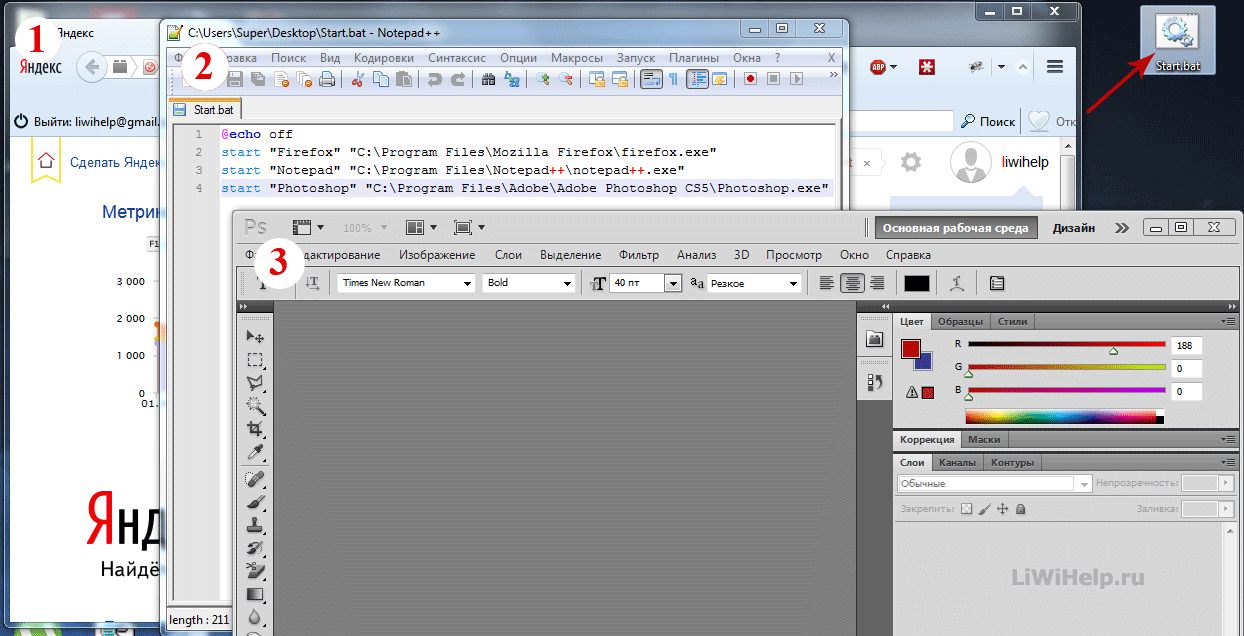 1
Яндекс
Яндекс
Выйти: liwihelp@gmail.
Сделать Яндекс
Метри
F1
3 000
2 000
1 000
0
01.
Янд
Найдё
2
C:\Users\Super\Desktop\Start.bat - Notepad++
Поиск Вид Кодировки Синтаксис Опции Макросы Запуск Плагины Окна ? X
Start.bat
1 @echo off
2 start "Firefox" "C:\Program Files\Mozilla Firefox\firefox.exe"
3 start "Notepad" "C:\Program Files\Notepad++\notepad++.exe"
4 start "Photoshop" "C:\Program Files\Adobe\Adobe Photoshop CS5\Photoshop.exe"
length : 211
ABP
Поиск
Отк
liwihelp
Start.bat
3
Ps
100%
Основная рабочая среда
Дизайн
дактирование Изображение Слои Выделение Фильтр Анализ 3D Просмотр Окно Справка
Times New Roman Bold 40 пт aa Резкое
Цвет Образцы Стили
R 188
G 0
B 0
Коррекция Маски
Слои Каналы Контуры
Обычные Непрозрачность:
Закрепить: Заливка:
LiWiHelp.ru